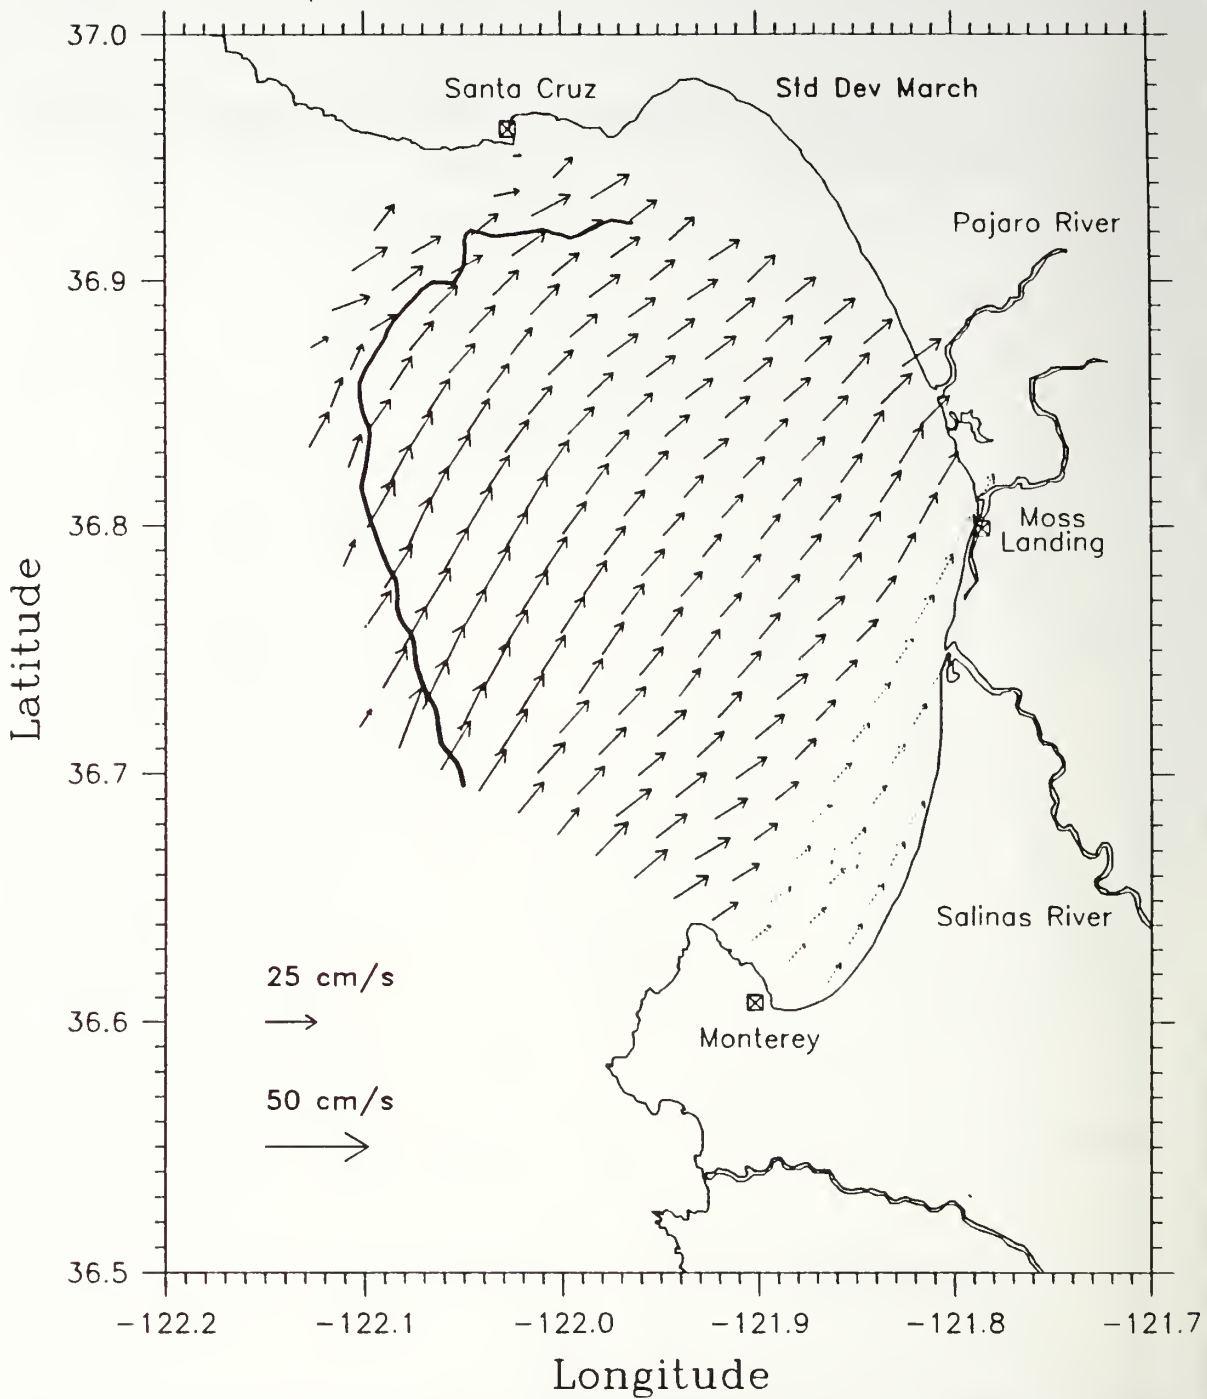 37.0
Santa Cruz
Std Dev March
Pajaro River
36.9
36.8
Moss
Landing
Latitude
36.7
Salinas River
25 cm/s
36.6
Monterey
50 cm/s
36.5
-122.2 -122.1 -122.0 -121.9 -121.8 -121.7
Longitude